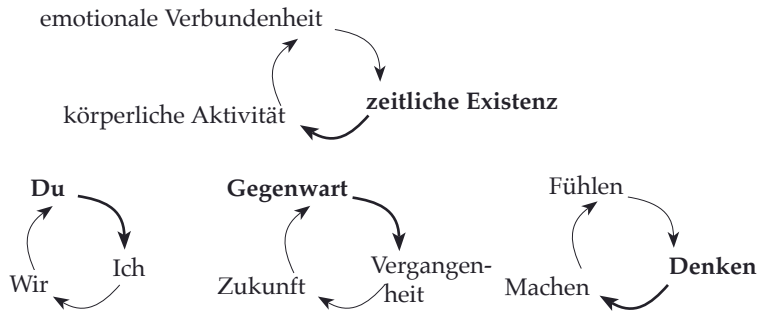 emotionale Verbundenheit
zeitliche Existenz
körperliche Aktivität
Du
Ich
Wir
Gegenwart
Vergangen-
heit
Zukunft
Fühlen
Denken
Machen